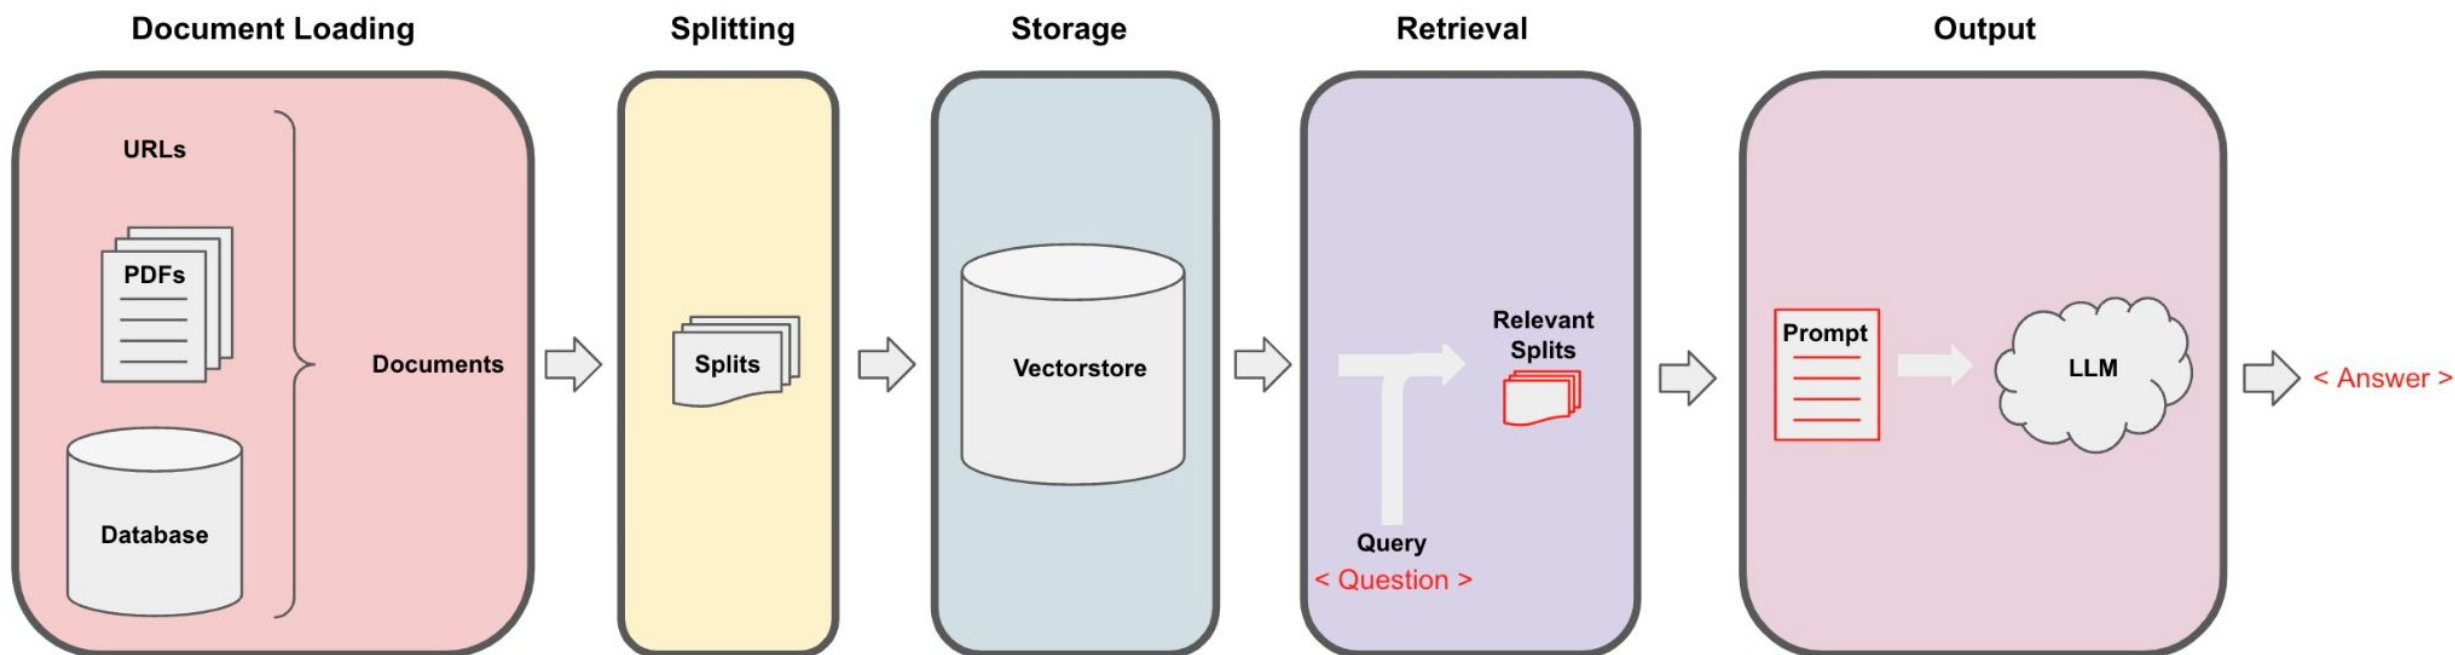 Document Loading
Splitting
Storage
Retrieval
Output
URLs
PDFs
Database
Documents
Splits
Vectorstore
Relevant
Splits
Query
< Question >
Prompt
LLM
< Answer >